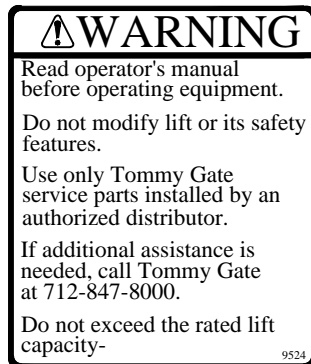 WARNING
Read operator's manual
before operating equipment.
Do not modify lift or its safety
features.
Use only Tommy Gate
service parts installed by an
authorized distributor.
If additional assistance is
needed, call Tommy Gate
at 712-847-8000.
Do not exceed the rated lift
capacity-
9524